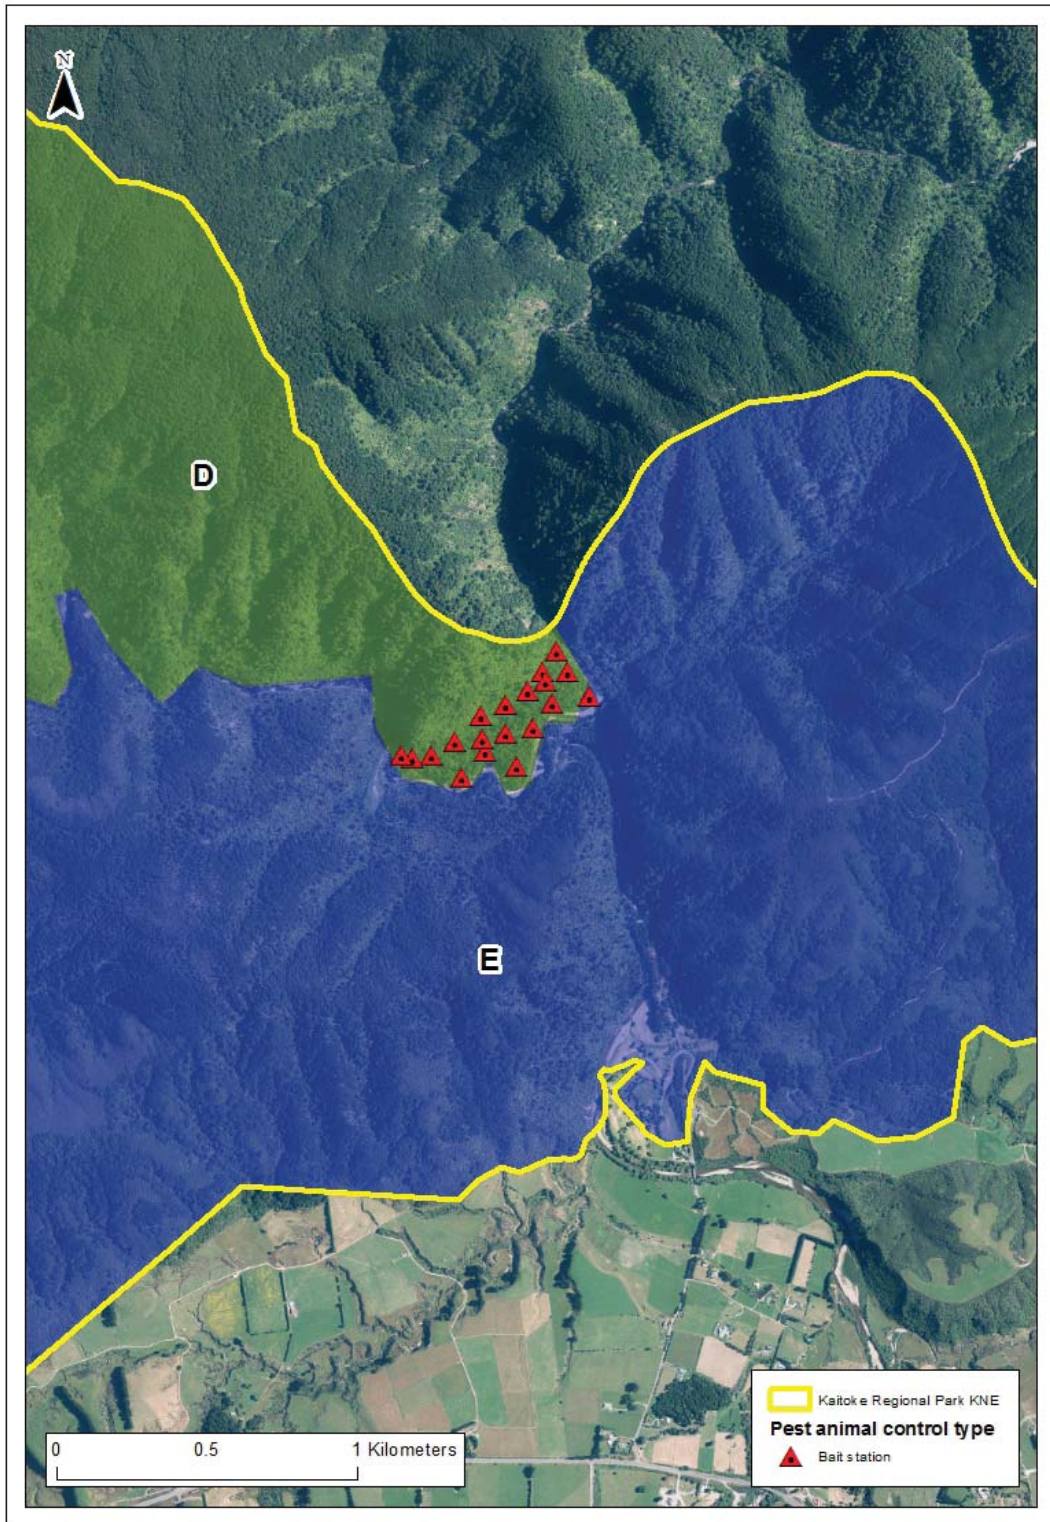 N
D
E
Kaitoke Regional Park KNE
Pest animal control type
Bait station
0 0.5 1 Kilometers